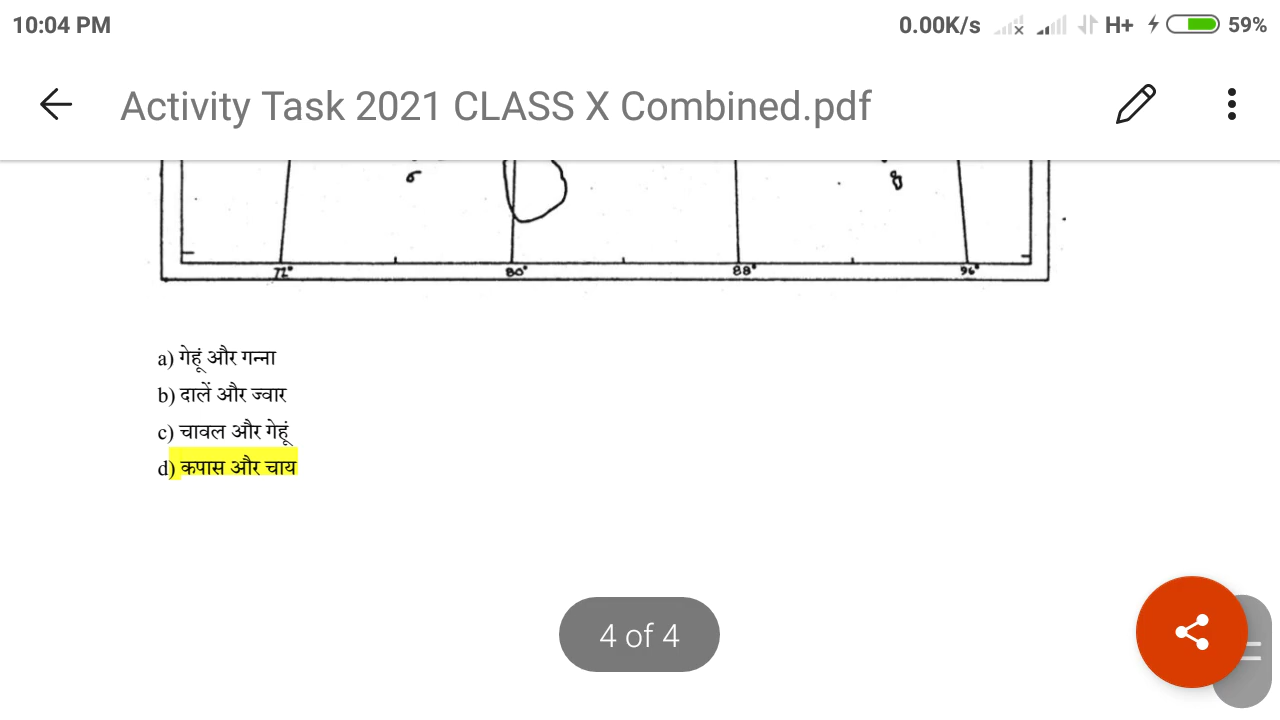 10:04 PM
0.00K/s H+ 59%
Activity Task 2021 CLASS X Combined.pdf
72° 80° 88° 96°
a) गेहूं और गन्ना
b) दालें और ज्वार
c) चावल और गेहूं
d) कपास और चाय
4 of 4